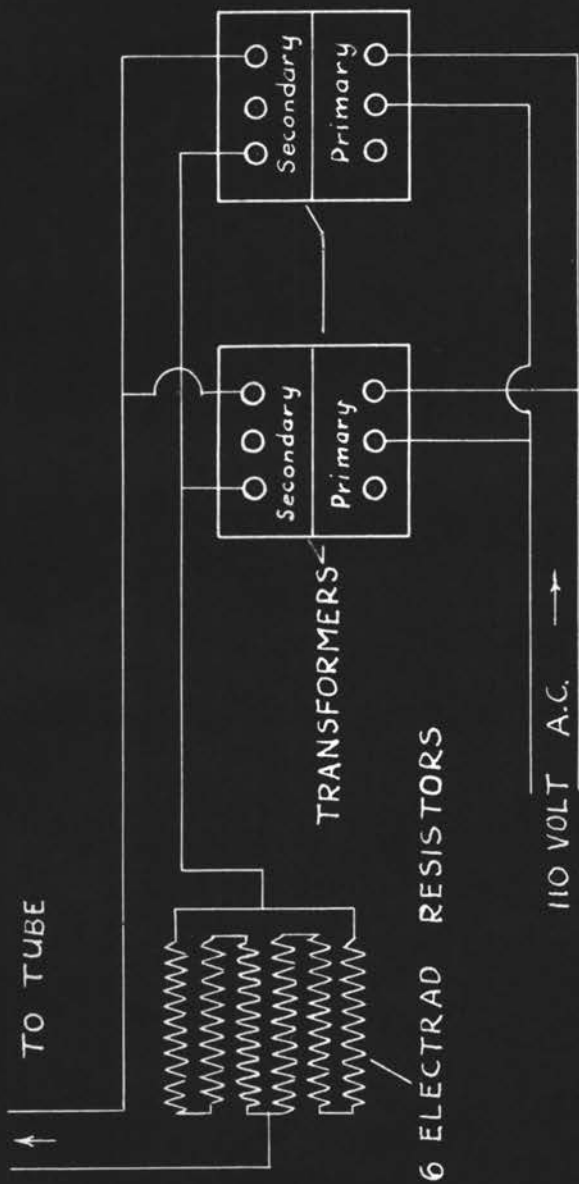 TO TUBE
6 ELECTRAD RESISTORS
TRANSFORMERS
Secondary
Primary
Secondary
Primary
110 VOLT A.C.